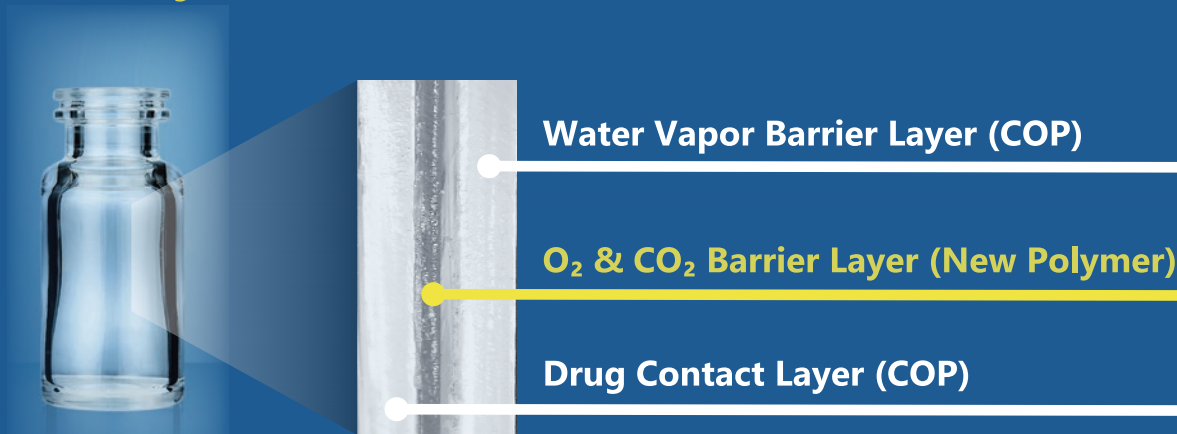 Water Vapor Barrier Layer (COP)
O₂ & CO₂ Barrier Layer (New Polymer)
Drug Contact Layer (COP)